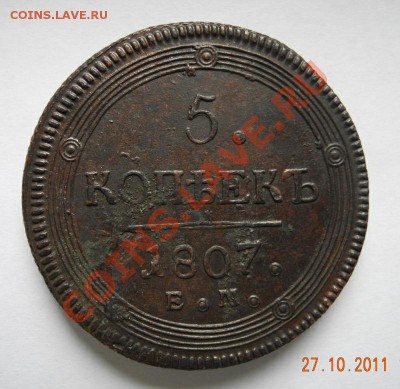 COINS.LAVE.RU
5.
КОПѢЕКЪ
1807.
Е.М.
COINS.LAVE.RU
27.10.2011